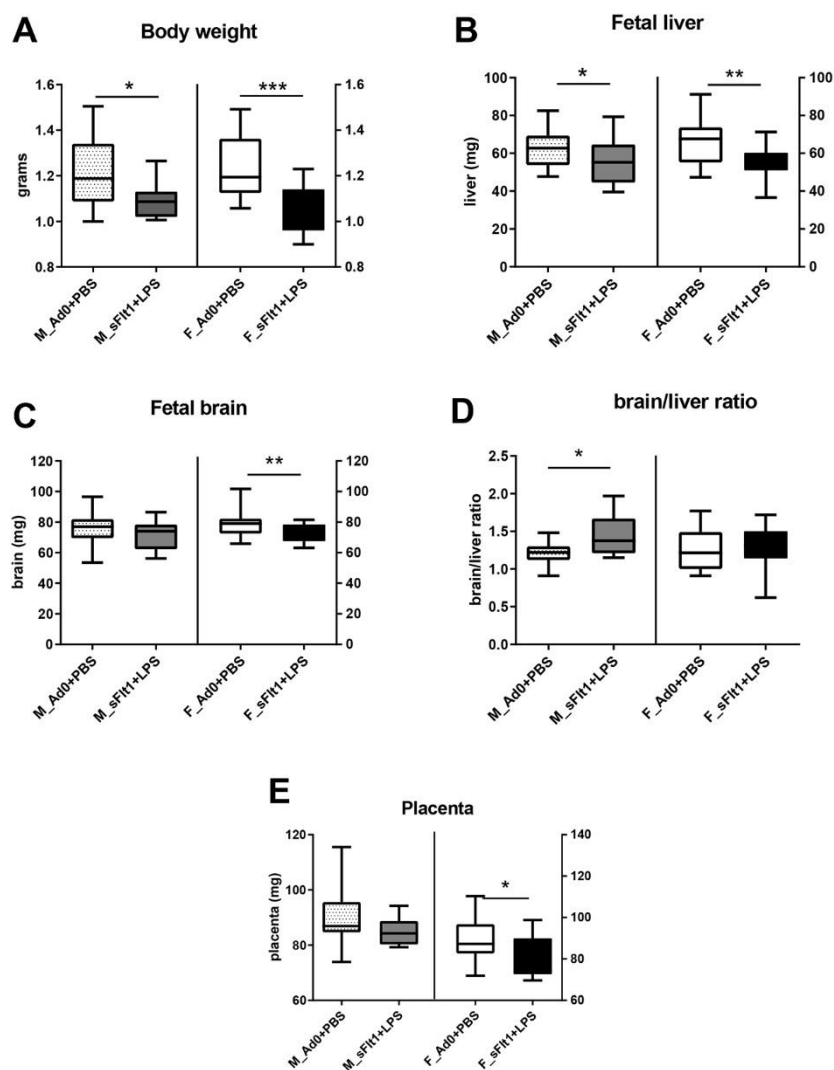 A
Body weight
*
***
1.6
1.4
1.2
1.0
0.8
grams
1.6
1.4
1.2
1.0
0.8
M_Ad0+PBS
M_sFlt1+LPS
F_Ad0+PBS
F_sFlt1+LPS
B
Fetal liver
*
**
100
80
60
40
20
0
liver (mg)
100
80
60
40
20
0
M_Ad0+PBS
M_sFlt1+LPS
F_Ad0+PBS
F_sFlt1+LPS
C
Fetal brain
**
120
100
80
60
40
20
0
brain (mg)
120
100
80
60
40
20
0
M_Ad0+PBS
M_sFlt1+LPS
F_Ad0+PBS
F_sFlt1+LPS
D
brain/liver ratio
*
2.5
2.0
1.5
1.0
0.5
0.0
brain/liver ratio
M_Ad0+PBS
M_sFlt1+LPS
F_Ad0+PBS
F_sFlt1+LPS
E
Placenta
*
120
100
80
60
placenta (mg)
140
120
100
80
60
M_Ad0+PBS
M_sFlt1+LPS
F_Ad0+PBS
F_sFlt1+LPS